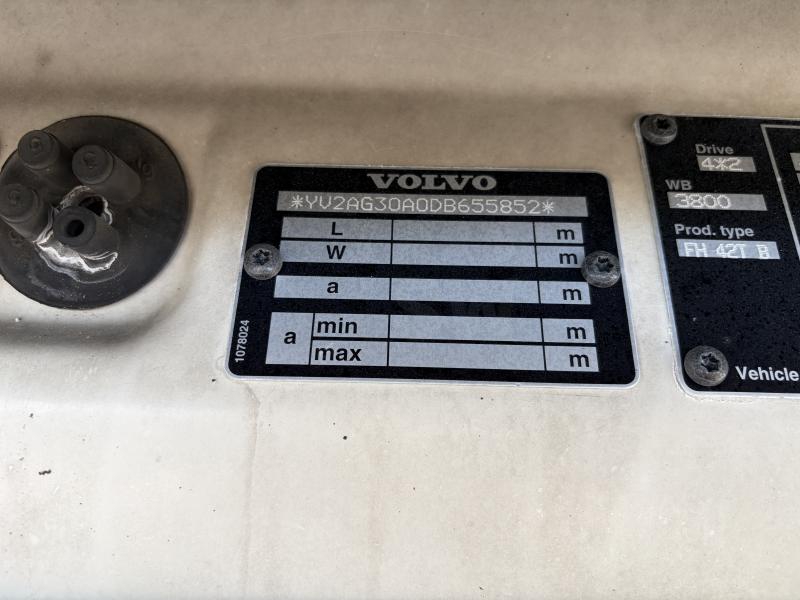 VOLVO
*YV2AG30A0DB655852*
L m
W m
a m
a min m
max m
1078024
Drive
4*2
WB
3800
Prod. type
FH 42T B
Vehicle